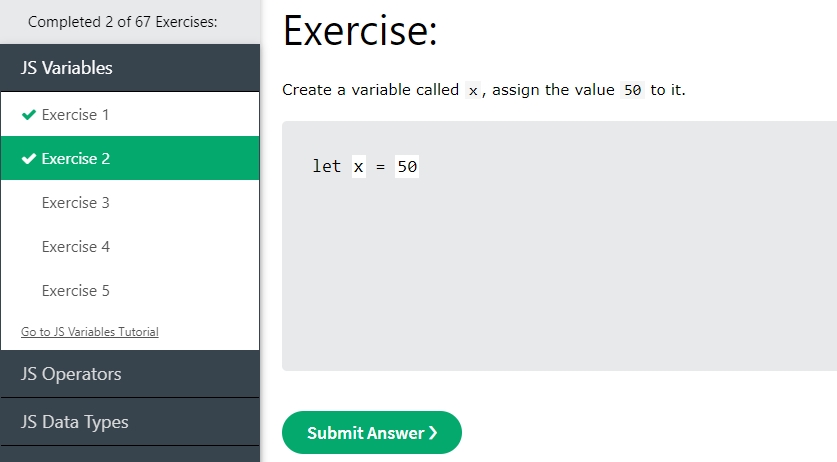 Completed 2 of 67 Exercises:
JS Variables
Exercise 1
Exercise 2
Exercise 3
Exercise 4
Exercise 5
Go to JS Variables Tutorial
JS Operators
JS Data Types
Exercise:
Create a variable called x, assign the value 50 to it.
let x = 50
Submit Answer ❯